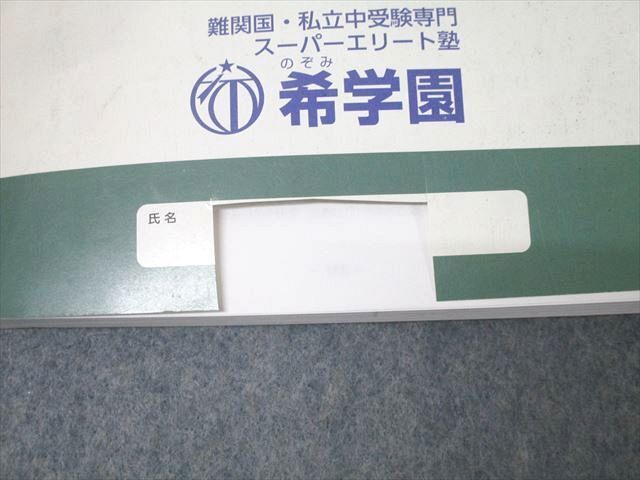 難関国・私立中受験専門
スーパーエリート塾
のぞみ
希学園
氏名